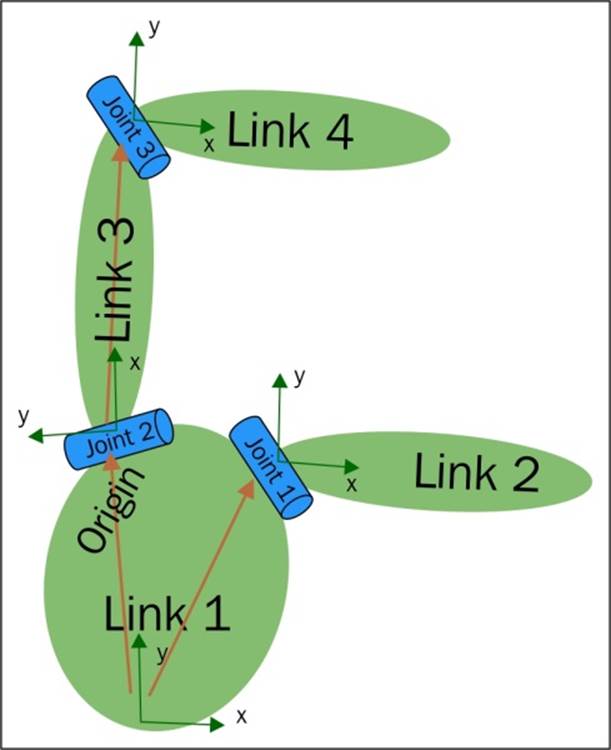 y
Joint 3
x
Link 4
Link 3
x
y
Joint 2
y
Joint 1
x
Link 2
Origin
Link 1
y
x